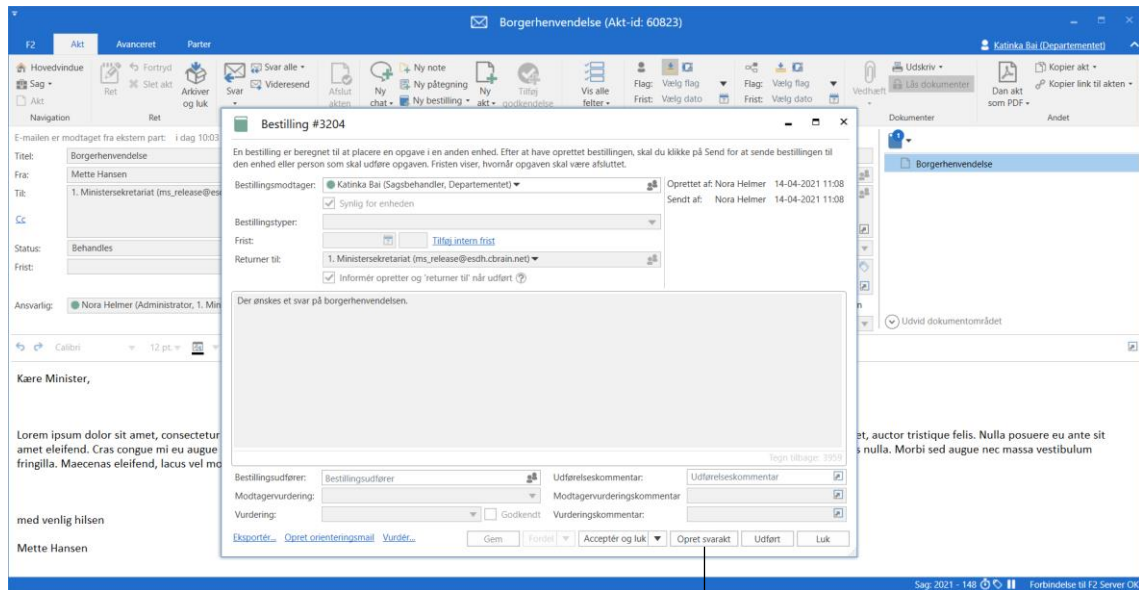 Borgerhenvendelse (Akt-id: 60823)
F2 Akt Avanceret Parter
Katinka Bai (Departementet)
Hovedvindue
Sag
Akt
Navigation
Ret
Fortryd
Slet akt
Arkiver og luk
Ret
Svar
Svar alle
Videresend
Afslut akten
Ny chat
Ny note
Ny påtegning
Ny bestilling
Ny akt
Tilføj godkendelse
Vis alle felter
Flag: Vælg flag
Frist: Vælg dato
Flag: Vælg flag
Frist: Vælg dato
Vedhæft
Udskriv
Lås dokumenter
Dokumenter
Dan akt som PDF
Kopier akt
Kopier link til akten
Andet
E-mailen er modtaget fra ekstern part: i dag 10:03
Titel: Borgerhenvendelse
Fra: Mette Hansen
Til: 1. Ministersekretariat (ms_release@es
Cc
Status: Behandles
Frist:
Ansvarlig: Nora Helmer (Administrator, 1. Min
Calibri 12 pt.
1
Borgerhenvendelse
Udvid dokumentområdet
Bestilling #3204
En bestilling er beregnet til at placere en opgave i en anden enhed. Efter at have oprettet bestillingen, skal du klikke på Send for at sende bestillingen til
den enhed eller person som skal udføre opgaven. Fristen viser, hvornår opgaven skal være afsluttet.
Bestillingsmodtager: Katinka Bai (Sagsbehandler, Departementet)
Oprettet af: Nora Helmer 14-04-2021 11:08
Synlig for enheden
Sendt af: Nora Helmer 14-04-2021 11:08
Bestillingstyper:
Frist: Tilføj intern frist
Returner til: 1. Ministersekretariat (ms_release@esdh.cbrain.net)
Informér opretter og 'returner til' når udført
Der ønskes et svar på borgerhenvendelsen.
Tegn tilbage: 3959
Bestillingsudfører: Bestillingsudfører Udførelseskommentar: Udførelseskommentar
Modtagervurdering: Modtagervurderingskommentar
Vurdering: Godkendt Vurderingskommentar:
Eksportér... Opret orienteringsmail Vurdér... Gem Fordel Acceptér og luk Opret svarakt Udført Luk
Kære Minister,
Lorem ipsum dolor sit amet, consectetur et, auctor tristique felis. Nulla posuere eu ante sit
amet eleifend. Cras congue mi eu augue s nulla. Morbi sed augue nec massa vestibulum
fringilla. Maecenas eleifend, lacus vel mo
med venlig hilsen
Mette Hansen
Sag: 2021 - 148 Forbindelse til F2 Server OK